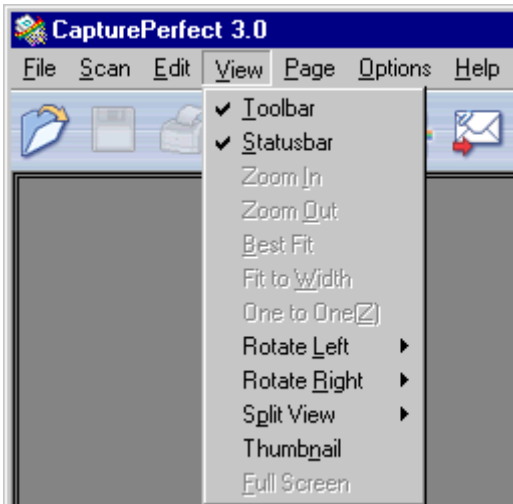 CapturePerfect 3.0
File Scan Edit View Page Options Help
Toolbar
Statusbar
Zoom In
Zoom Out
Best Fit
Fit to Width
One to One(Z)
Rotate Left
Rotate Right
Split View
Thumbnail
Full Screen